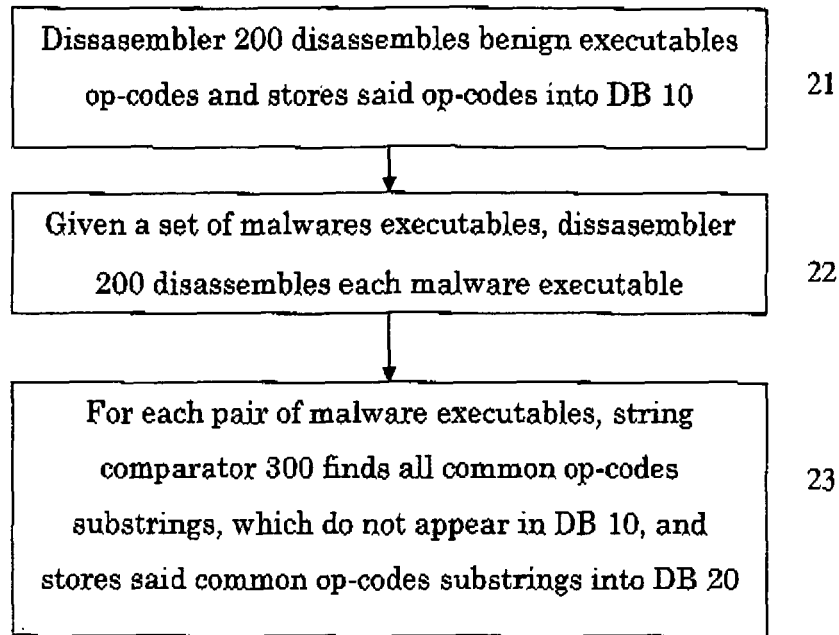 Dissasembler 200 disassembles benign executables
op-codes and stores said op-codes into DB 10
21
Given a set of malwares executables, dissasembler
200 disassembles each malware executable
22
For each pair of malware executables, string
comparator 300 finds all common op-codes
substrings, which do not appear in DB 10, and
stores said common op-codes substrings into DB 20
23